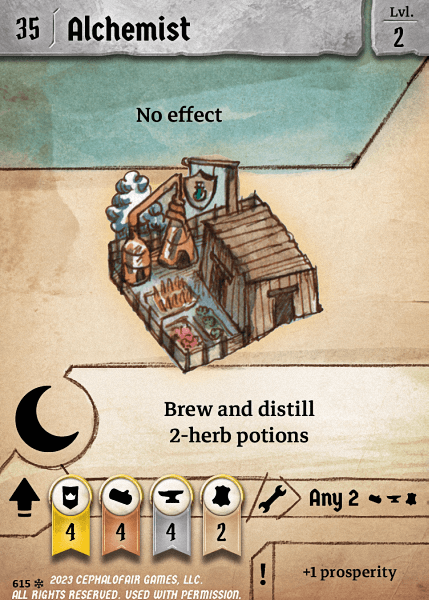 35 Alchemist
Lvl.
2
No effect
Brew and distill
2-herb potions
4 4 4 2
Any 2
! +1 prosperity
615 ✻ 2023 CEPHALOFAIR GAMES, LLC.
ALL RIGHTS RESERVED. USED WITH PERMISSION.